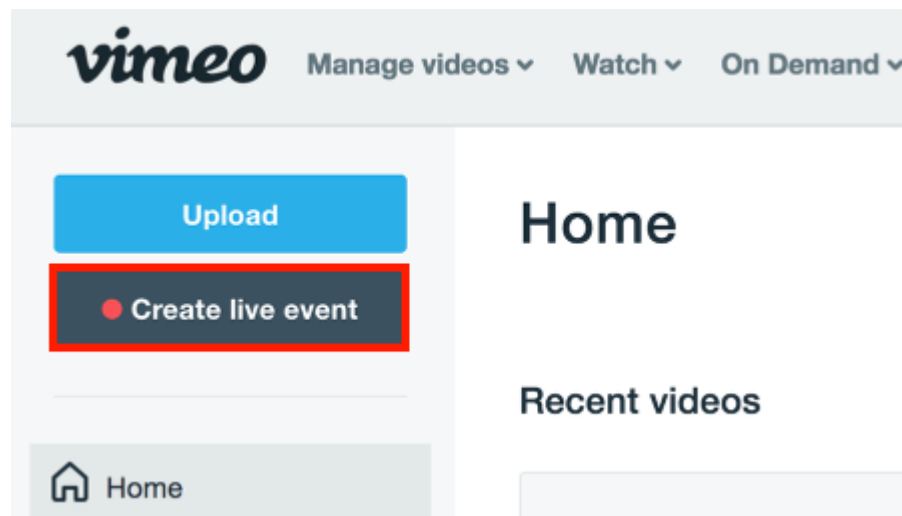 vimeo Manage videos Watch On Demand
Upload
Home
Create live event
Recent videos
Home